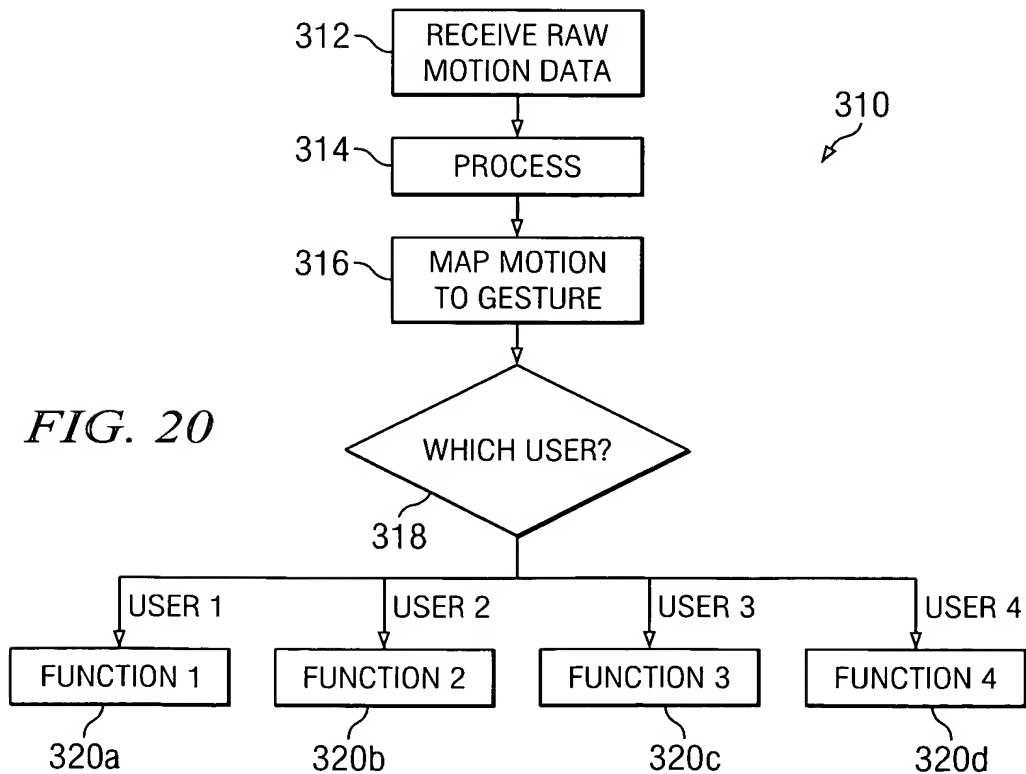 312
RECEIVE RAW
MOTION DATA
310
314
PROCESS
316
MAP MOTION
TO GESTURE
FIG. 20
WHICH USER?
318
USER 1
USER 2
USER 3
USER 4
FUNCTION 1
FUNCTION 2
FUNCTION 3
FUNCTION 4
320a
320b
320c
320d